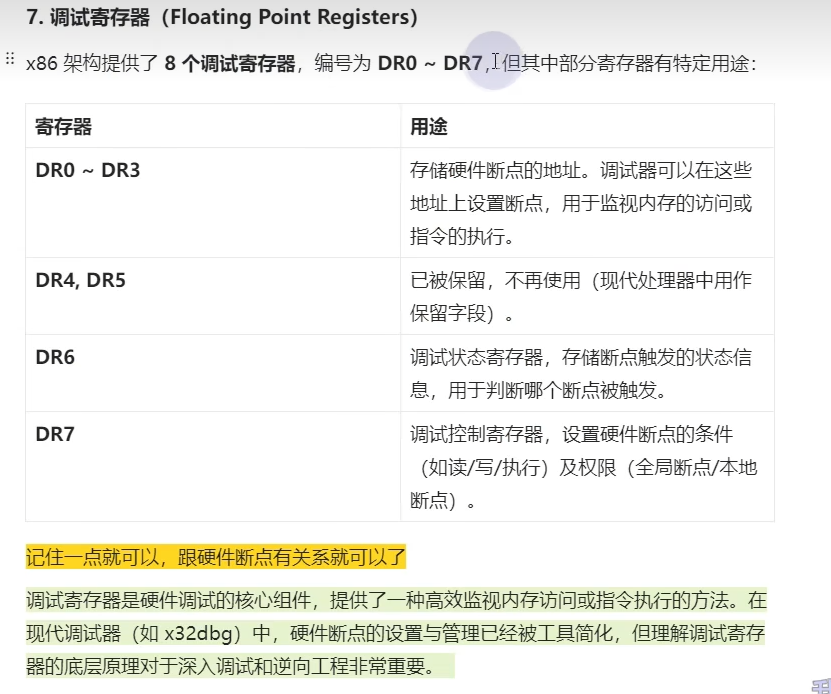 7. 调试寄存器（Floating Point Registers）
x86 架构提供了 8 个调试寄存器，编号为 DR0 ~ DR7，但其中部分寄存器有特定用途：
寄存器
用途
DR0 ~ DR3
存储硬件断点的地址。调试器可以在这些
地址上设置断点，用于监视内存的访问或
指令的执行。
DR4, DR5
已被保留，不再使用（现代处理器中用作
保留字段）。
DR6
调试状态寄存器，存储断点触发的状态信
息，用于判断哪个断点被触发。
DR7
调试控制寄存器，设置硬件断点的条件
（如读/写/执行）及权限（全局断点/本地
断点）。
记住一点就可以，跟硬件断点有关系就可以了
调试寄存器是硬件调试的核心组件，提供了一种高效监视内存访问或指令执行的方法。在
现代调试器（如 x32dbg）中，硬件断点的设置与管理已经被工具简化，但理解调试寄存
器的底层原理对于深入调试和逆向工程非常重要。